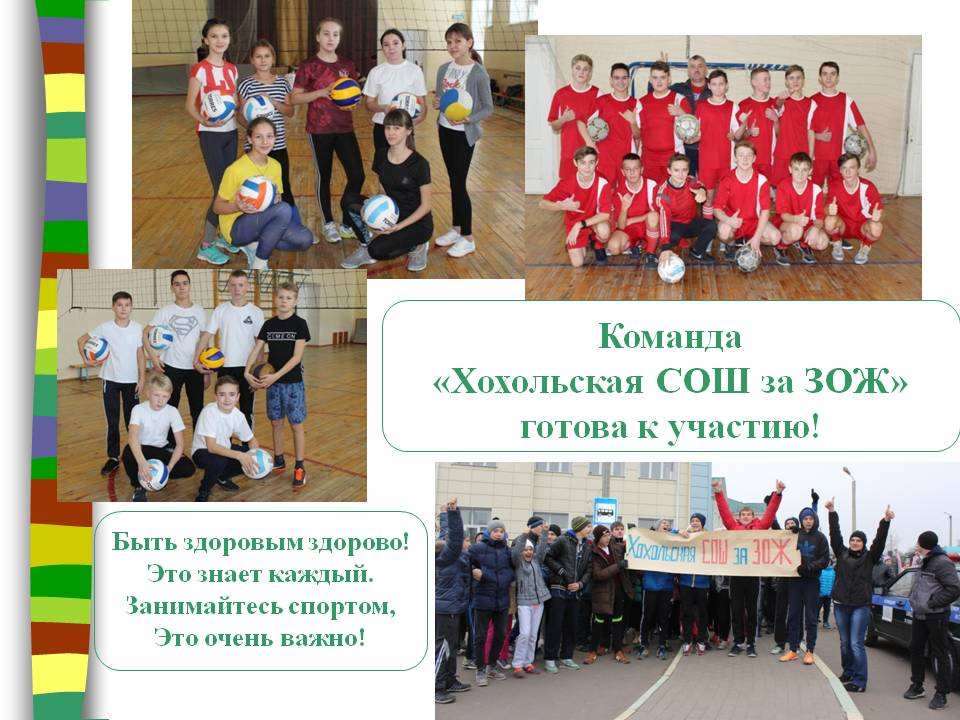 Команда
«Хохольская СОШ за ЗОЖ»
готова к участию!
Быть здоровым здорово!
Это знает каждый.
Занимайтесь спортом,
Это очень важно!
Хохольская СОШ за ЗОЖ